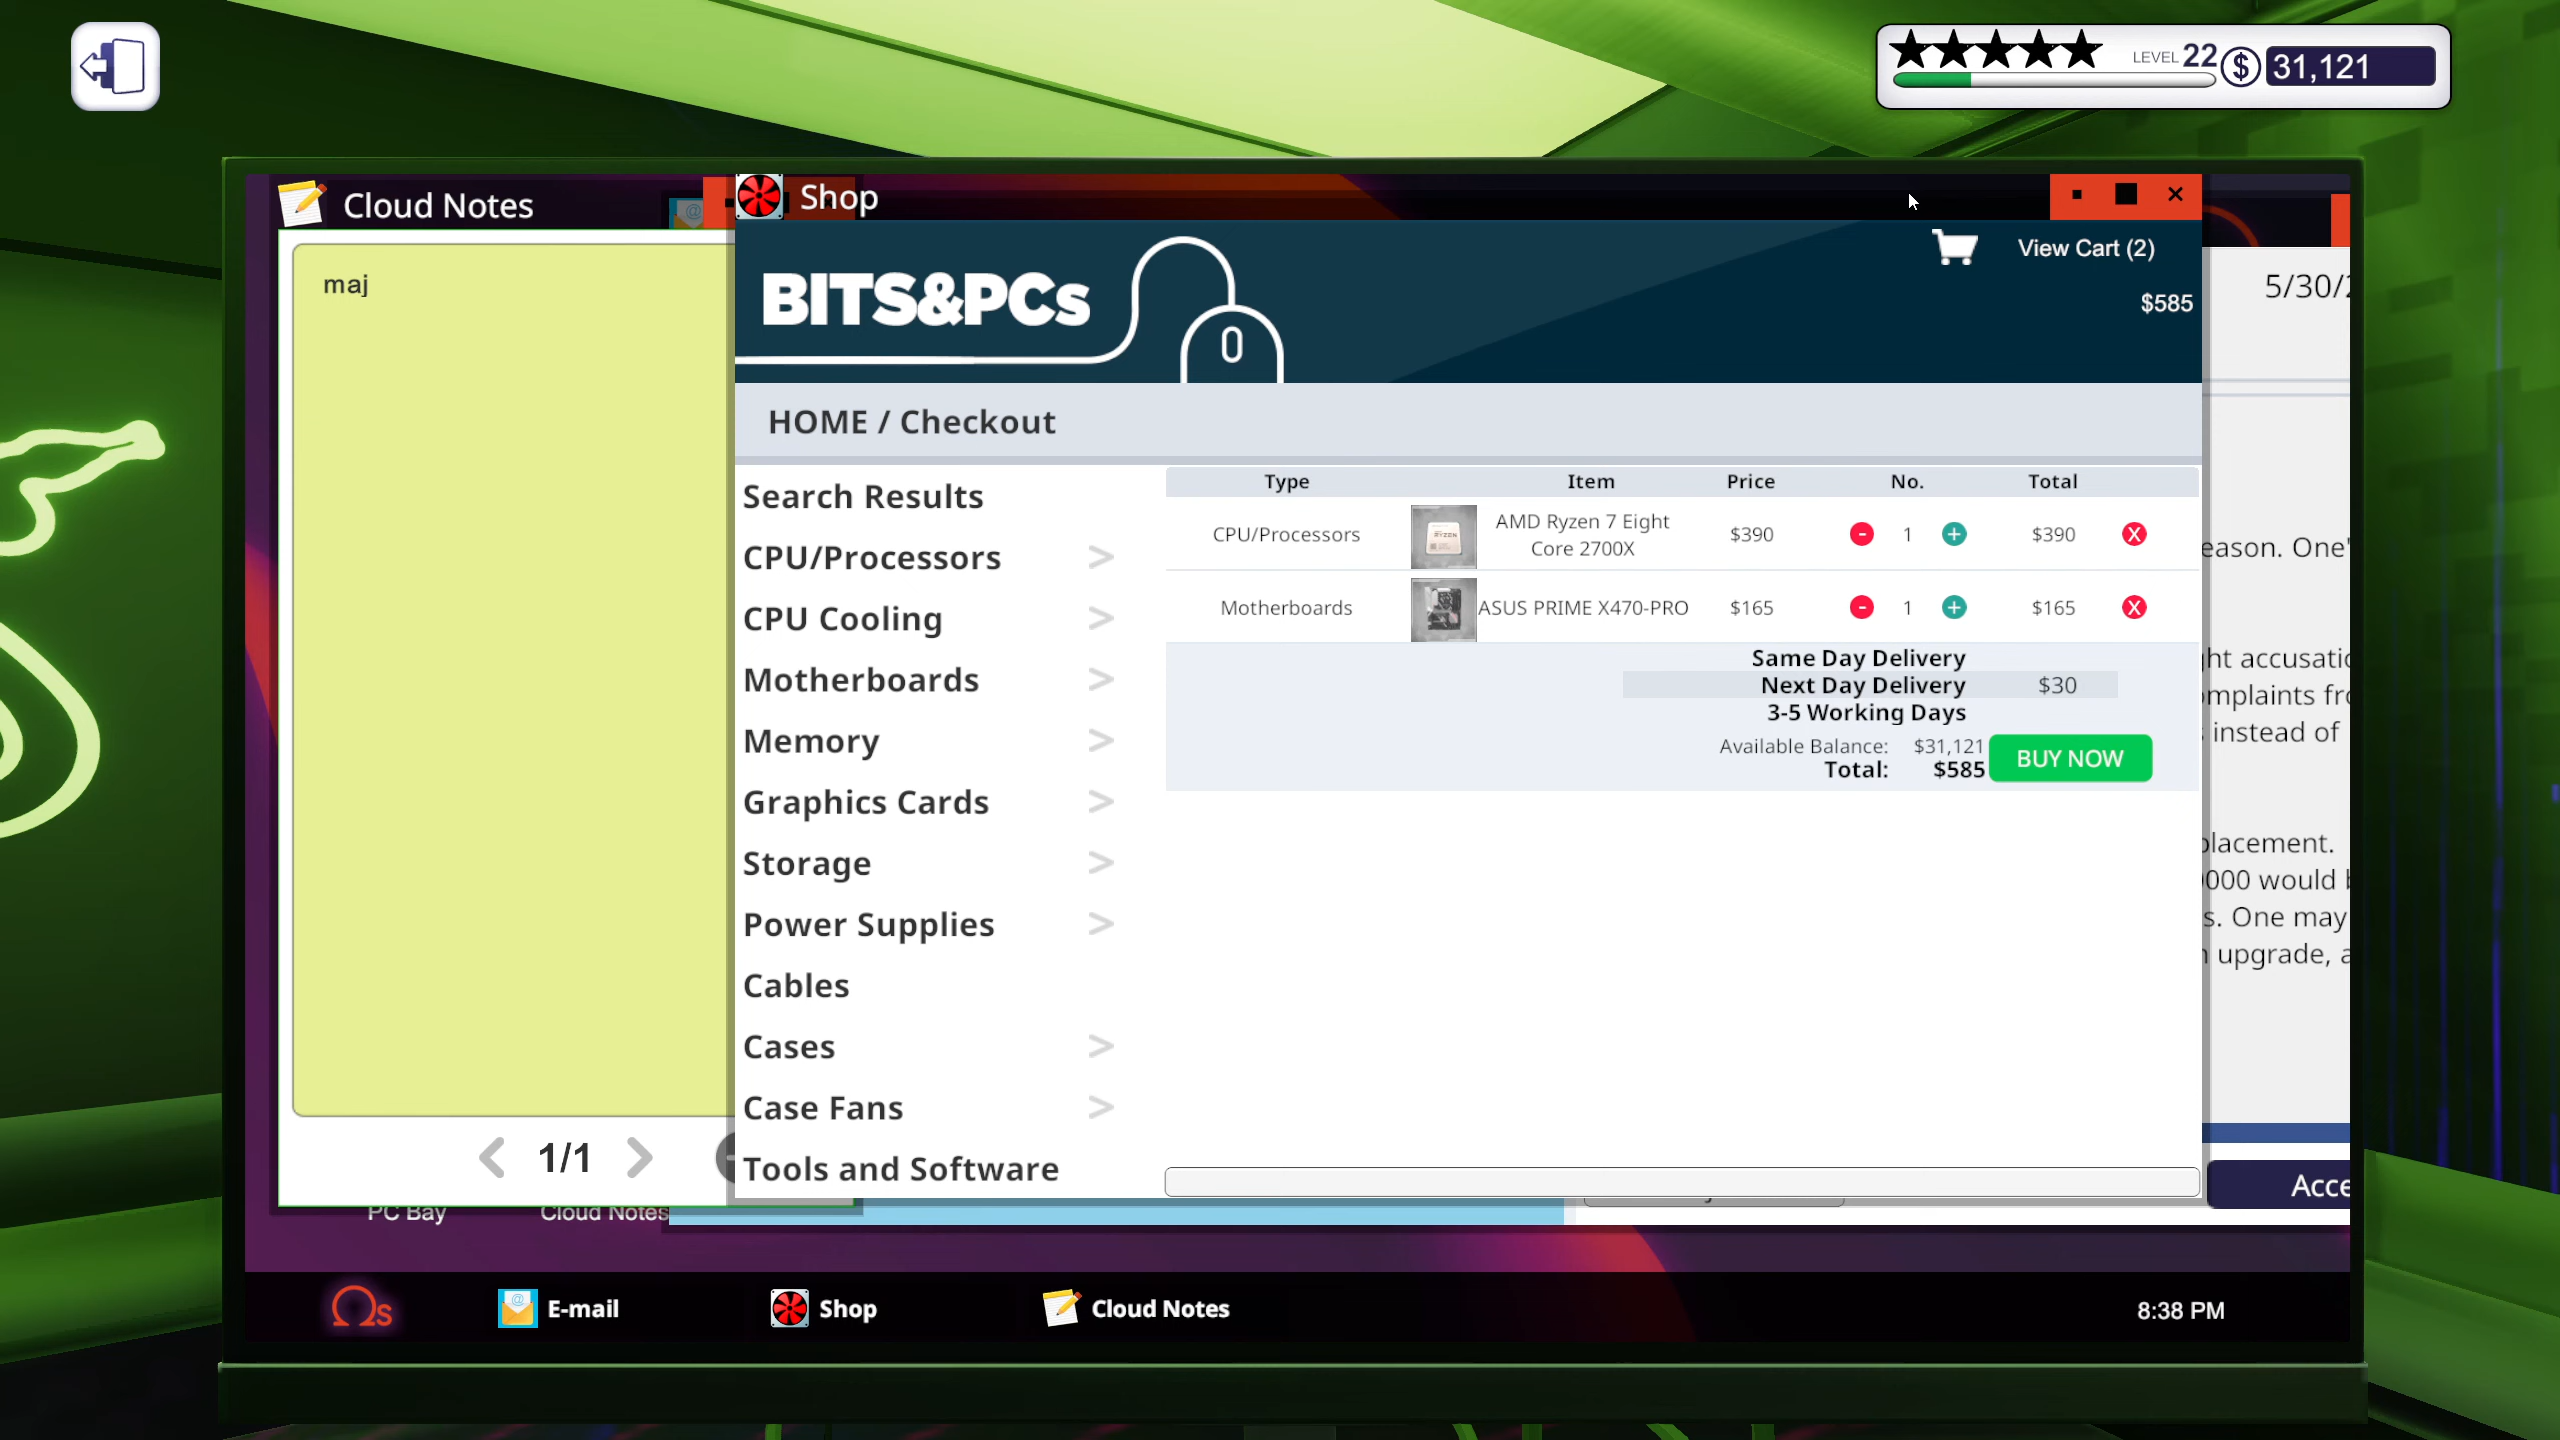 LEVEL 22
$ 31,121
Cloud Notes
maj
1/1
Shop
BITS&PCs
View Cart (2)
$585
HOME / Checkout
Search Results
CPU/Processors >
CPU Cooling >
Motherboards >
Memory >
Graphics Cards >
Storage >
Power Supplies >
Cables
Cases >
Case Fans >
Tools and Software
Type Item Price No. Total
CPU/Processors AMD Ryzen 7 Eight Core 2700X $390 - 1 + $390 X
Motherboards ASUS PRIME X470-PRO $165 - 1 + $165 X
Same Day Delivery
Next Day Delivery $30
3-5 Working Days
Available Balance: $31,121
Total: $585
BUY NOW
5/30/
eason. One'
ht accusatic
mplaints fro
instead of
placement.
000 would b
s. One may
upgrade, a
Acce
PC Bay
Cloud Notes
Ωs
E-mail
Shop
Cloud Notes
8:38 PM